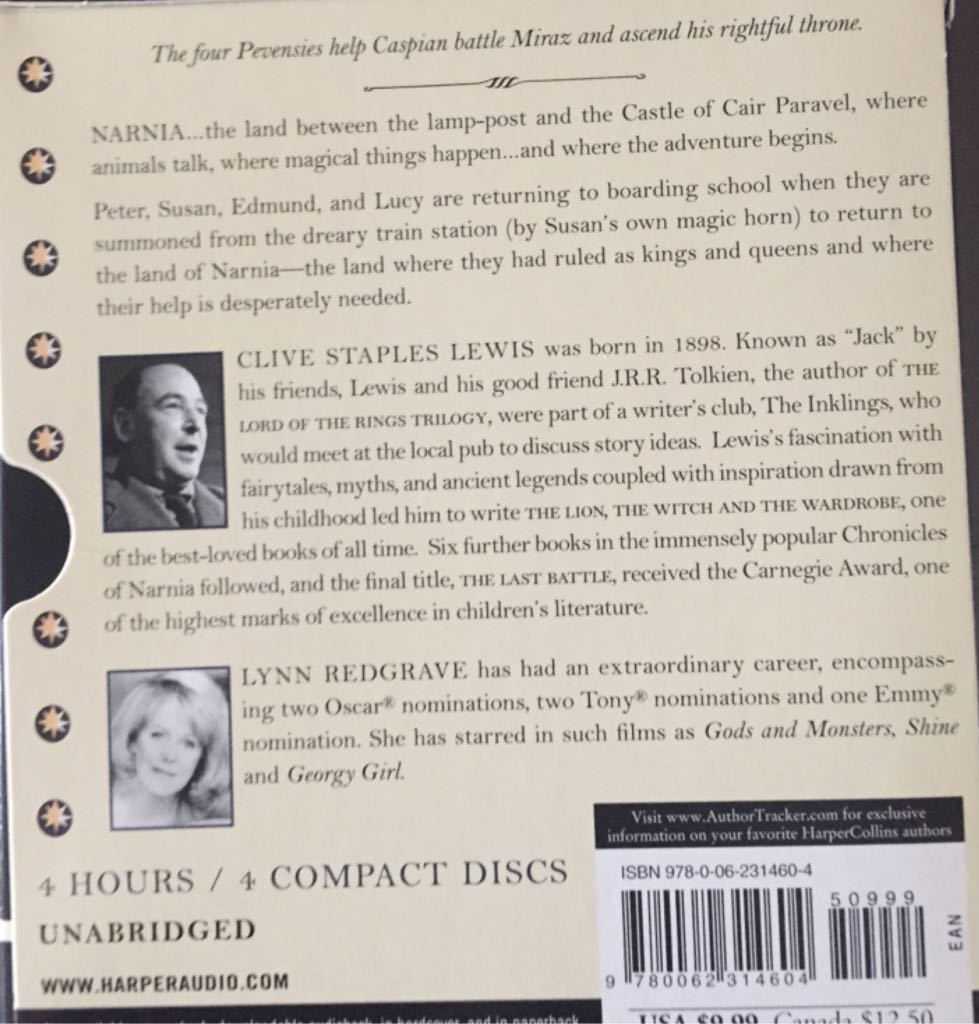 The four Pevensies help Caspian battle Miraz and ascend his rightful throne.
NARNIA...the land between the lamp-post and the Castle of Cair Paravel, where
animals talk, where magical things happen...and where the adventure begins.
Peter, Susan, Edmund, and Lucy are returning to boarding school when they are
summoned from the dreary train station (by Susan's own magic horn) to return to
the land of Narnia—the land where they had ruled as kings and queens and where
their help is desperately needed.
CLIVE STAPLES LEWIS was born in 1898. Known as "Jack" by
his friends, Lewis and his good friend J.R.R. Tolkien, the author of THE
LORD OF THE RINGS TRILOGY, were part of a writer's club, The Inklings, who
would meet at the local pub to discuss story ideas. Lewis's fascination with
fairytales, myths, and ancient legends coupled with inspiration drawn from
his childhood led him to write THE LION, THE WITCH AND THE WARDROBE, one
of the best-loved books of all time. Six further books in the immensely popular Chronicles
of Narnia followed, and the final title, THE LAST BATTLE, received the Carnegie Award, one
of the highest marks of excellence in children's literature.
LYNN REDGRAVE has had an extraordinary career, encompass-
ing two Oscar® nominations, two Tony® nominations and one Emmy®
nomination. She has starred in such films as Gods and Monsters, Shine
and Georgy Girl.
Visit www.AuthorTracker.com for exclusive
information on your favorite HarperCollins authors
4 HOURS / 4 COMPACT DISCS
UNABRIDGED
WWW.HARPERAUDIO.COM
ISBN 978-0-06-231460-4
50999
EAN
9 780062 314604
USA $9.99 Canada $12.50
audiobook, in hardcover, and in paperback